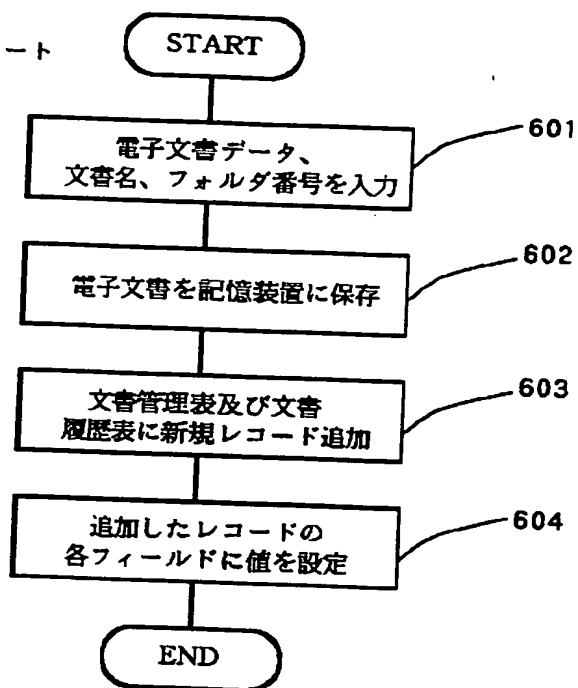 ート
START
電子文書データ、
文書名、フォルダ番号を入力
601
電子文書を記憶装置に保存
602
文書管理表及び文書
履歴表に新規レコード追加
603
追加したレコードの
各フィールドに値を設定
604
END